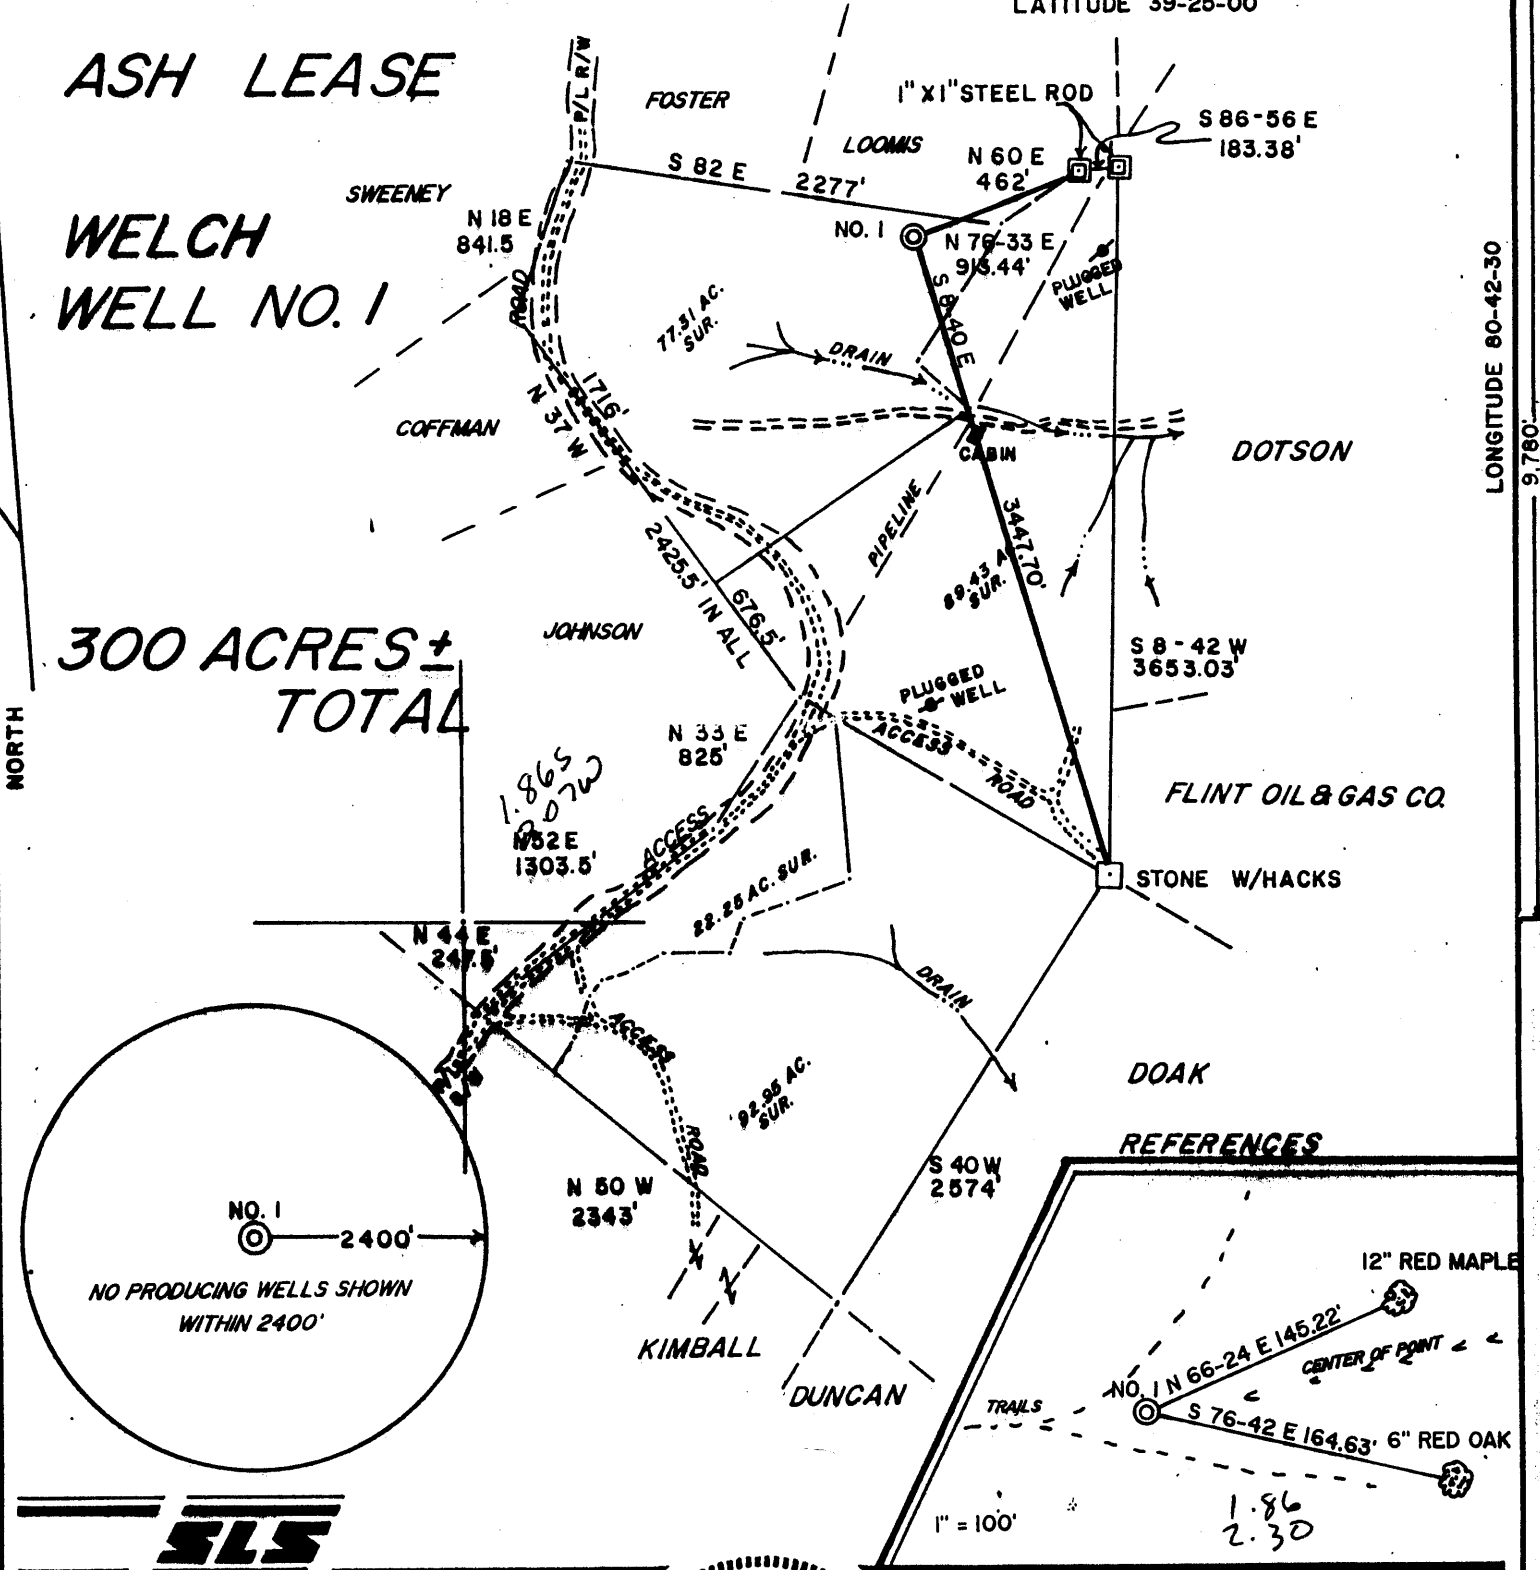 LATITUDE 39-25-00
ASH LEASE
WELCH
WELL NO. 1
300 ACRES ±
TOTAL
P/L R/W
FOSTER
LOOMIS
1" X 1" STEEL ROD
S 86-56 E
183.38'
S 82 E
2277'
N 60 E
462'
SWEENEY
N 18 E
841.5
ROAD
NO. 1
N 76-33 E
913.44'
PLUGGED
WELL
S 8-40 E
3447.70'
77.31 AC.
SUR.
DRAIN
LONGITUDE 80-42-30
9,780'
1716'
N 37 W
COFFMAN
CABIN
DOTSON
PIPELINE
2425.5' IN ALL
676.5'
89.43 A
SUR.
JOHNSON
S 8-42 W
3653.03'
PLUGGED
WELL
NORTH
N 33 E
825'
ACCESS
ROAD
FLINT OIL & GAS CO.
1.86S
2.07W
N 52 E
1303.5'
ACCESS
22.25 AC. SUR.
STONE W/HACKS
N 44 E
247.5'
DRAIN
ACCESS
ROAD
92.95 AC.
SUR.
DOAK
REFERENCES
N 50 W
2343'
S 40 W
2574'
NO. 1
2400'
NO PRODUCING WELLS SHOWN
WITHIN 2400'
KIMBALL
DUNCAN
12" RED MAPLE
NO. 1 N 66-24 E 145.22'
CENTER OF POINT
TRAILS
S 76-42 E 164.63'
6" RED OAK
1" = 100'
1.86
2.30
SLS